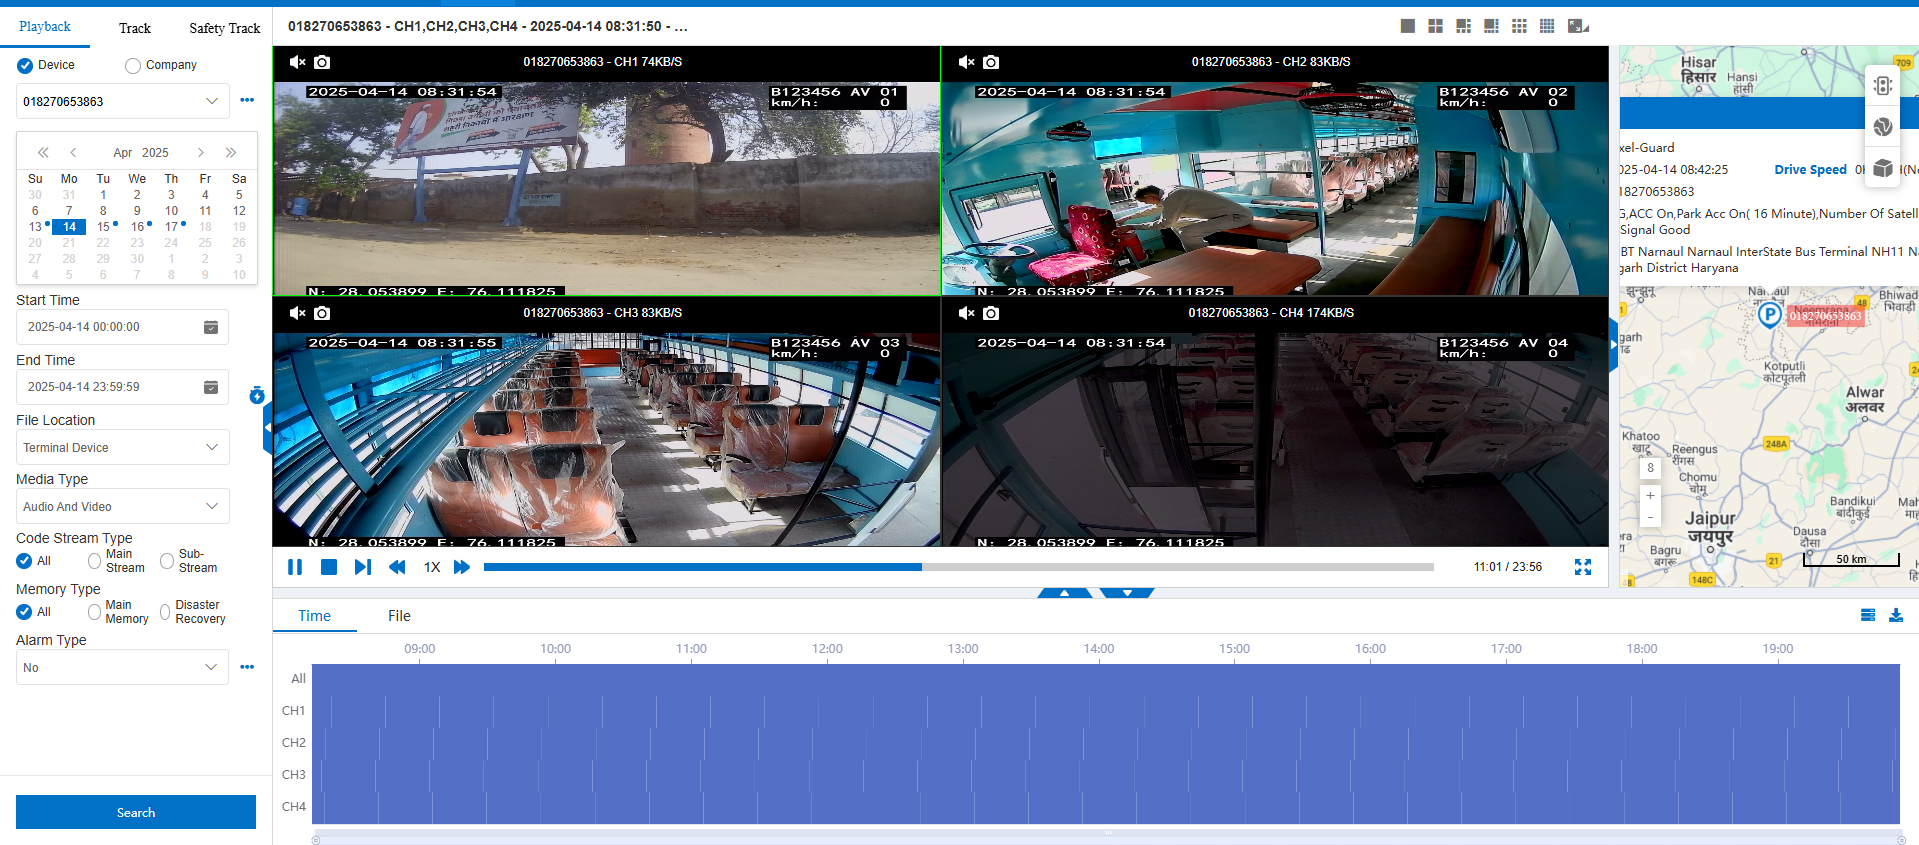 Playback Track Safety Track
Device Company
018270653863
Apr 2025
Su Mo Tu We Th Fr Sa
30 31 1 2 3 4 5
6 7 8 9 10 11 12
13 14 15 16 17 18 19
20 21 22 23 24 25 26
27 28 29 30 1 2 3
4 5 6 7 8 9 10
Start Time
2025-04-14 00:00:00
End Time
2025-04-14 23:59:59
File Location
Terminal Device
Media Type
Audio And Video
Code Stream Type
All Main Stream Sub-Stream
Memory Type
All Main Memory Disaster Recovery
Alarm Type
No
Search
018270653863 - CH1,CH2,CH3,CH4 - 2025-04-14 08:31:50 - ...
018270653863 - CH1 74KB/S
2025-04-14 08:31:54
B123456 AV 01
km/h: 0
N: 28.053899 E: 76.111825
018270653863 - CH2 83KB/S
2025-04-14 08:31:54
B123456 AV 02
km/h: 0
N: 28.053899 E: 76.111825
018270653863 - CH3 83KB/S
2025-04-14 08:31:55
B123456 AV 03
km/h: 0
N: 28.053899 E: 76.111825
018270653863 - CH4 174KB/S
2025-04-14 08:31:54
B123456 AV 04
km/h: 0
N: 28.053899 E: 76.111825
1X
11:01 / 23:56
Hisar
हिसार
Hansi
हांसी
709
xel-Guard
025-04-14 08:42:25 Drive Speed
18270653863
G,ACC On,Park Acc On( 16 Minute),Number Of Satell
Signal Good
BT Narnaul Narnaul InterState Bus Terminal NH11 N
garh District Haryana
झुन्झुनू
Narnaul
48
Bhiwad
भिवाड़ी
P
018270653863
Neemrana
garh
गढ़
Kotputli
कोटपूतली
Alwar
अलवर
248A
Khatoo
खाटू
Reengus
रींगस
Chomu
चोमू
8
+
-
Bandikui
बांदीकुई
Mah
Jaipur
जयपुर
Dausa
दौसा
Bagru
बगरू
21
148C
50 km
Time File
09:00 10:00 11:00 12:00 13:00 14:00 15:00 16:00 17:00 18:00 19:00
All
CH1
CH2
CH3
CH4